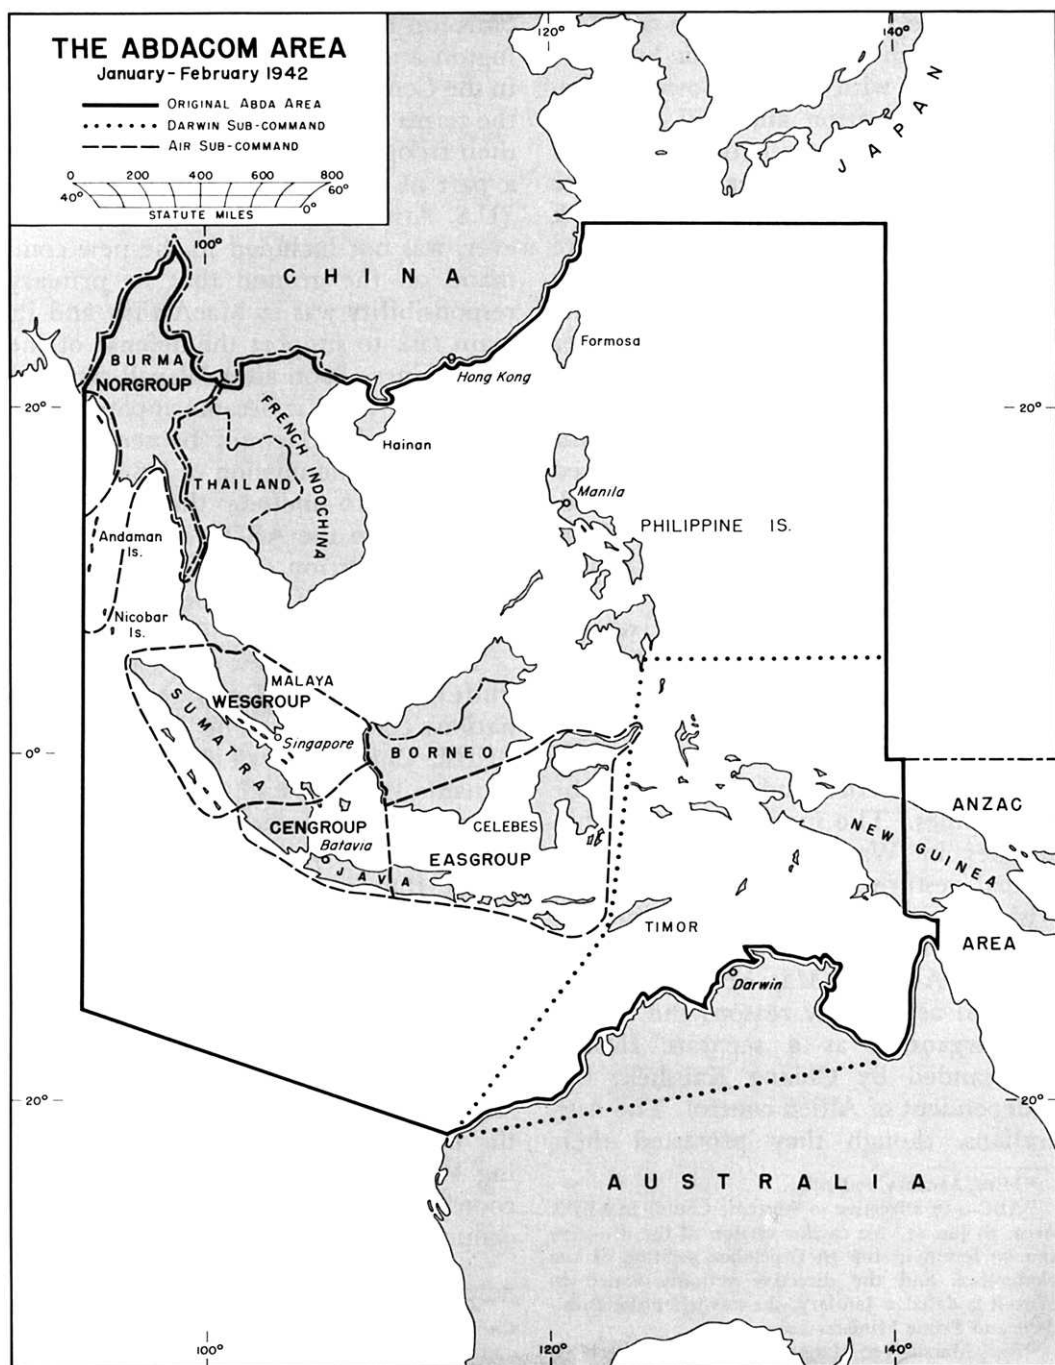 THE ABDACOM AREA
January-February 1942
ORIGINAL ABDA AREA
DARWIN SUB-COMMAND
AIR SUB-COMMAND
0 200 400 600 800
40° 60°
0°
STATUTE MILES
120° 140°
JAPAN
100°
CHINA
Formosa
BURMA
Hong Kong
NORGROUP
20° 20°
Hainan
FRENCH INDOCHINA
THAILAND
Manila
PHILIPPINE IS.
Andaman
Is.
Nicobar
Is.
MALAYA
WESGROUP
SUMATRA
Singapore
0° BORNEO 0°
ANZAC
CENGROUP
CELEBES
NEW GUINEA
Batavia
EASGROUP
JAVA
TIMOR
AREA
Darwin
20° 20°
AUSTRALIA
100° 120° 140°